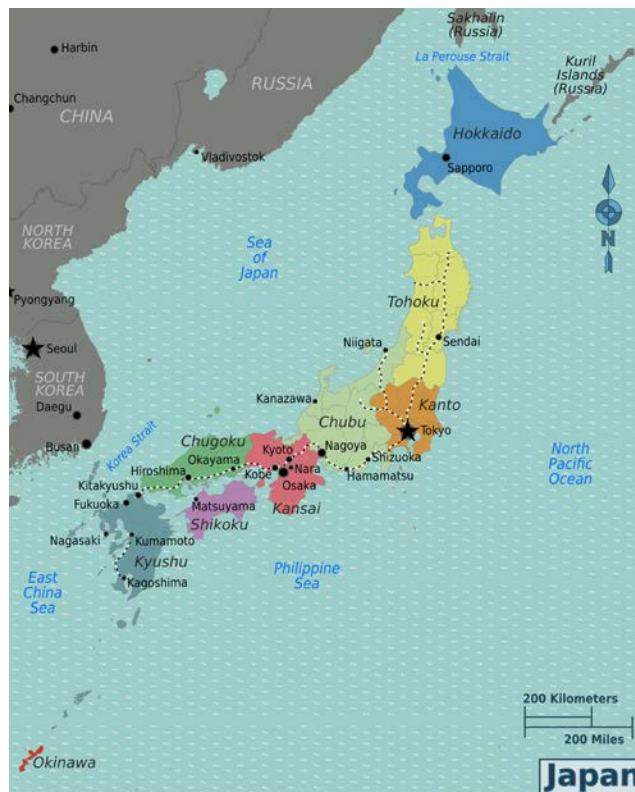 Sakhalin
(Russia)
La Perouse Strait
Harbin
Kuril
Islands
(Russia)
RUSSIA
Changchun
CHINA
Hokkaido
Vladivostok
Sapporo
NORTH
KOREA
Sea
of
Japan
N
Pyongyang
Tohoku
Niigata
Sendai
Seoul
SOUTH
KOREA
Kanazawa
Kanto
Daegu
Chubu
Tokyo
Busan
Korea Strait
Chugoku
Kyoto
Nagoya
Okayama
Shizuoka
North
Pacific
Ocean
Hiroshima
Kobe
Nara
Hamamatsu
Kitakyushu
Osaka
Fukuoka
Matsuyama
Kansai
Shikoku
Nagasaki
Kumamoto
Kyushu
Philippine
Sea
East
China
Sea
Kagoshima
200 Kilometers
200 Miles
Okinawa
Japan